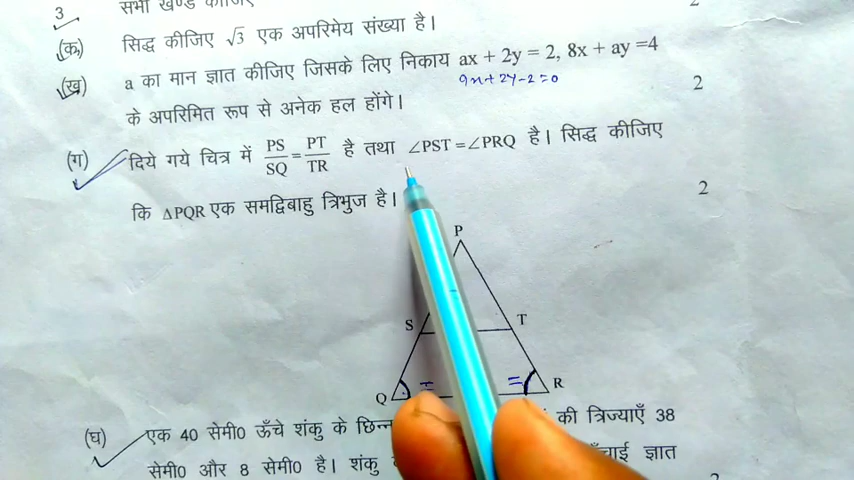 3 सभी खण्ड कीजिए 2
(क) सिद्ध कीजिए √3 एक अपरिमेय संख्या है।
(ख) a का मान ज्ञात कीजिए जिसके लिए निकाय ax + 2y = 2, 8x + ay =4
9x+2y-2=0
के अपरिमित रूप से अनेक हल होंगे। 2
(ग) दिये गये चित्र में PS/SQ = PT/TR है तथा ∠PST = ∠PRQ है। सिद्ध कीजिए
कि ΔPQR एक समद्विबाहु त्रिभुज है। 2
P
S T
Q = = R
(घ) एक 40 सेमी0 ऊँचे शंकु के छिन्न की त्रिज्याएँ 38
सेमी0 और 8 सेमी0 है। शंकु ज्ञात
2